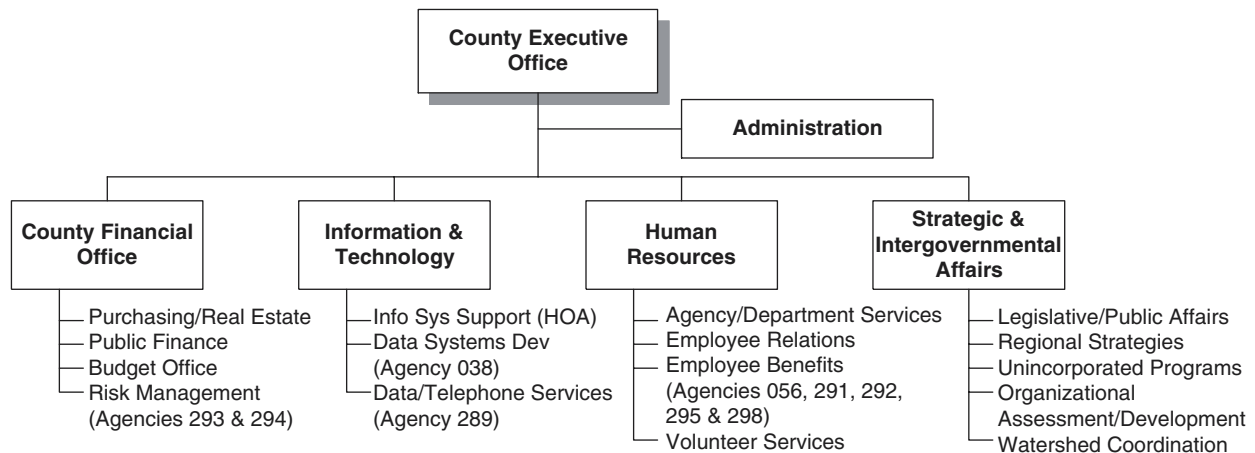 County Executive
Office
Administration
County Financial
Office
Purchasing/Real Estate
Public Finance
Budget Office
Risk Management
(Agencies 293 & 294)
Information &
Technology
Info Sys Support (HOA)
Data Systems Dev
(Agency 038)
Data/Telephone Services
(Agency 289)
Human
Resources
Agency/Department Services
Employee Relations
Employee Benefits
(Agencies 056, 291, 292,
295 & 298)
Volunteer Services
Strategic &
Intergovernmental
Affairs
Legislative/Public Affairs
Regional Strategies
Unincorporated Programs
Organizational
Assessment/Development
Watershed Coordination